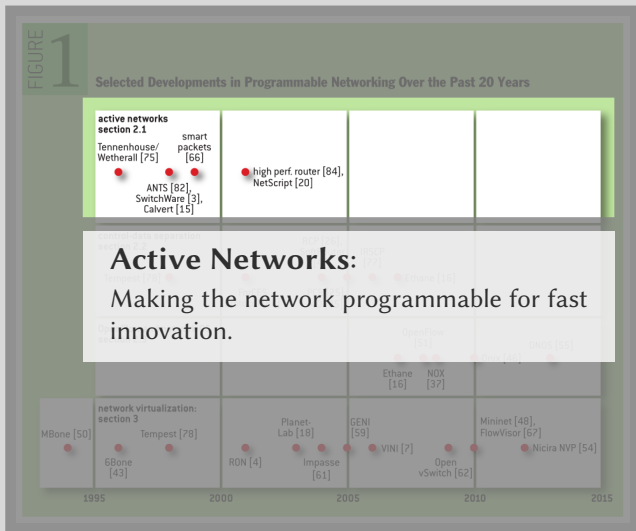 FIGURE
1
Selected Developments in Programmable Networking Over the Past 20 Years
active networks
section 2.1
Tennenhouse/
Wetherall [75]
smart
packets
[66]
ANTS [82],
SwitchWare [3],
Calvert [15]
high perf. router [84],
NetScript [20]
Active Networks:
Making the network programmable for fast
innovation.
Ethane
[16]
NOX
[37]
network virtualization:
section 3
MBone [50]
Tempest [78]
6Bone
[43]
Planet-
Lab [18]
RON [4]
Impasse
[61]
GENI
[59]
VINI [7]
Open
vSwitch [62]
Mininet [48],
FlowVisor [67]
Nicira NVP [54]
1995
2000
2005
2010
2015